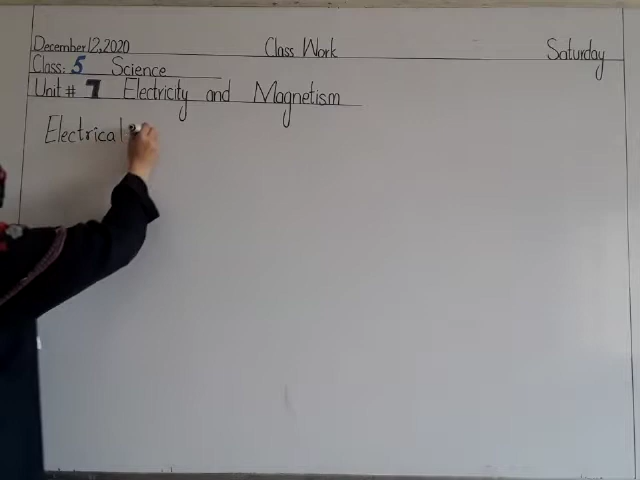 December 12, 2020 Class Work Saturday
Class: 5 Science
Unit # 7 Electricity and Magnetism
Electrical